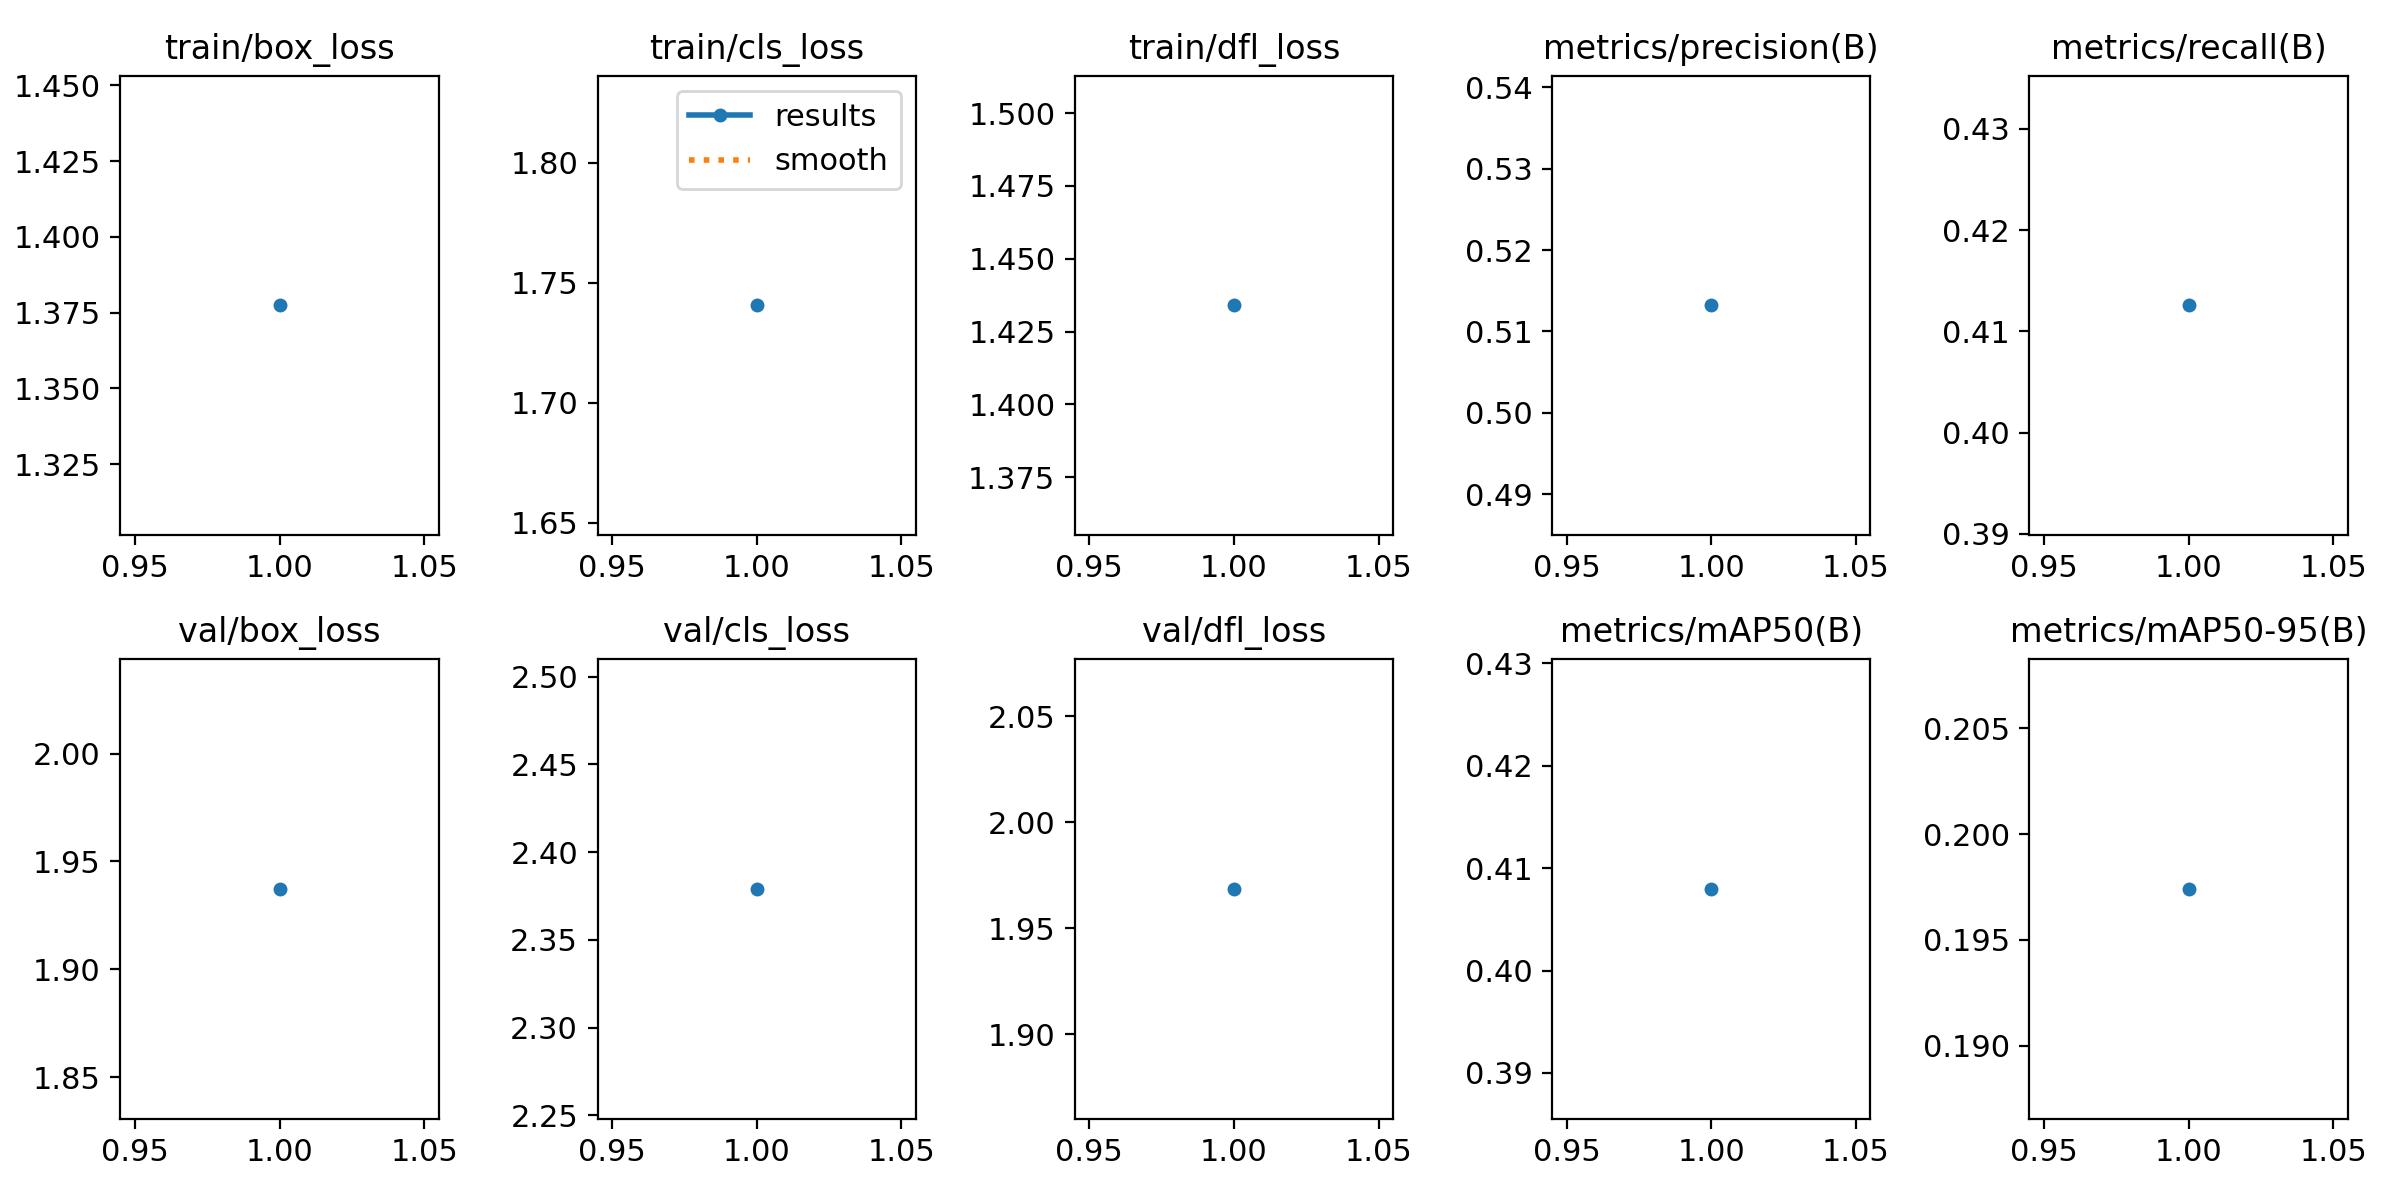 train/box_loss
1.450
1.425
1.400
1.375
1.350
1.325
0.95 1.00 1.05
train/cls_loss
results
smooth
1.80
1.75
1.70
1.65
0.95 1.00 1.05
train/dfl_loss
1.500
1.475
1.450
1.425
1.400
1.375
0.95 1.00 1.05
metrics/precision(B)
0.54
0.53
0.52
0.51
0.50
0.49
0.95 1.00 1.05
metrics/recall(B)
0.43
0.42
0.41
0.40
0.39
0.95 1.00 1.05
val/box_loss
2.00
1.95
1.90
1.85
0.95 1.00 1.05
val/cls_loss
2.50
2.45
2.40
2.35
2.30
2.25
0.95 1.00 1.05
val/dfl_loss
2.05
2.00
1.95
1.90
0.95 1.00 1.05
metrics/mAP50(B)
0.43
0.42
0.41
0.40
0.39
0.95 1.00 1.05
metrics/mAP50-95(B)
0.205
0.200
0.195
0.190
0.95 1.00 1.05